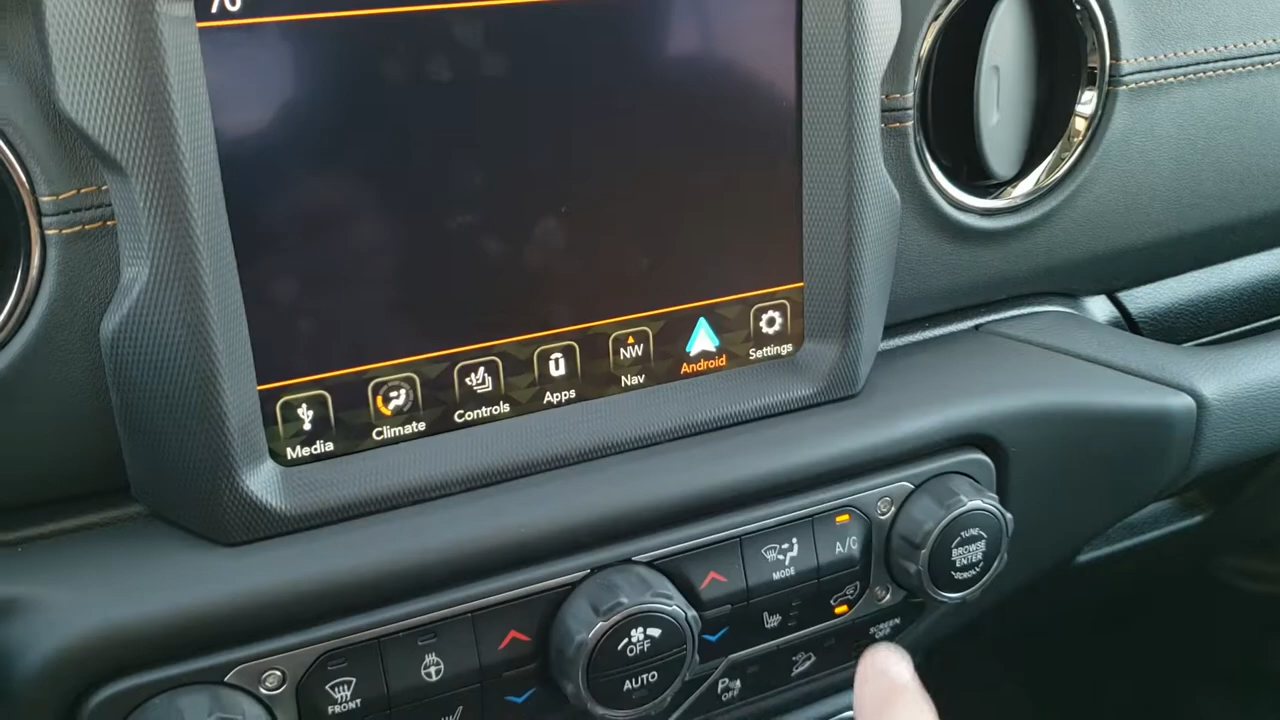 70
Media
Climate
Controls
Apps
NW
Nav
Android
Settings
FRONT
OFF
AUTO
MODE
A/C
TUNE
BROWSE
ENTER
SCROLL
P
OFF
SCREEN
OFF